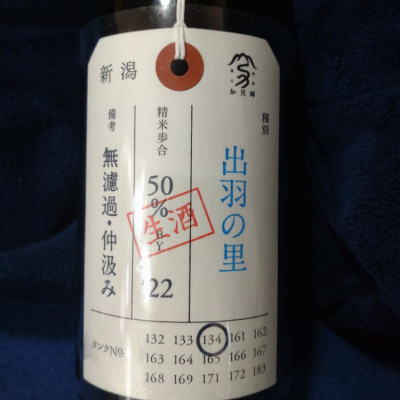 加茂錦
新潟
種別
出羽の里
精米歩合
50%
BY
22
生酒
備考
無濾過・仲汲み
タンクNo.
132 133 134 161 162
163 164 165 166 167
168 169 171 172 183